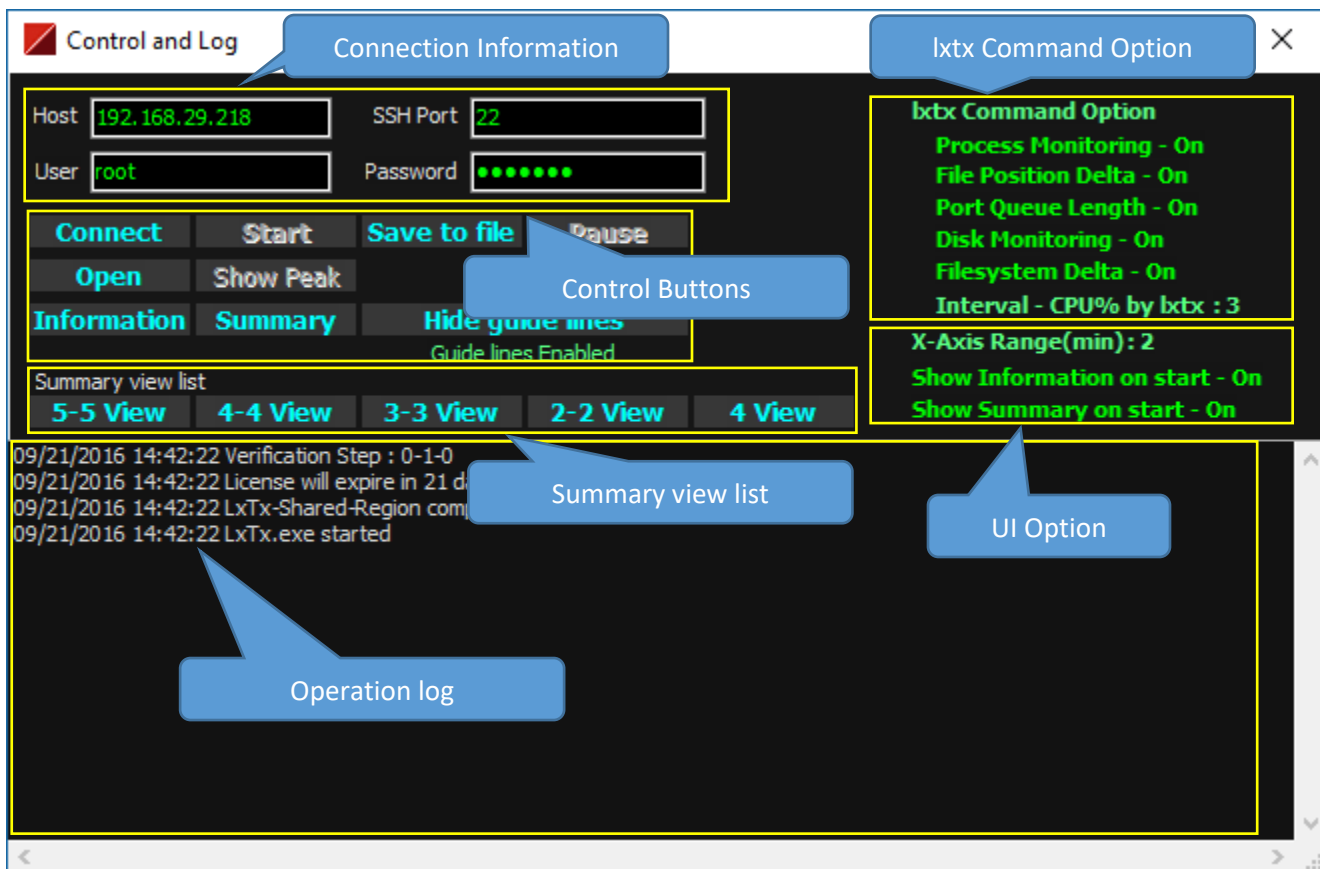 Control and Log
Connection Information
lxtx Command Option
Host 192.168.29.218 SSH Port 22
User root Password
lxtx Command Option
Process Monitoring - On
File Position Delta - On
Port Queue Length - On
Disk Monitoring - On
Filesystem Delta - On
Interval - CPU% by lxtx : 3
Connect Start Save to file Pause
Open Show Peak
Control Buttons
Information Summary Hide guide lines
Guide lines Enabled
X-Axis Range(min): 2
Show Information on start - On
Show Summary on start - On
Summary view list
5-5 View 4-4 View 3-3 View 2-2 View 4 View
09/21/2016 14:42:22 Verification Step : 0-1-0
09/21/2016 14:42:22 License will expire in 21
09/21/2016 14:42:22 LxTx-Shared-Region
09/21/2016 14:42:22 LxTx.exe started
Summary view list
UI Option
Operation log